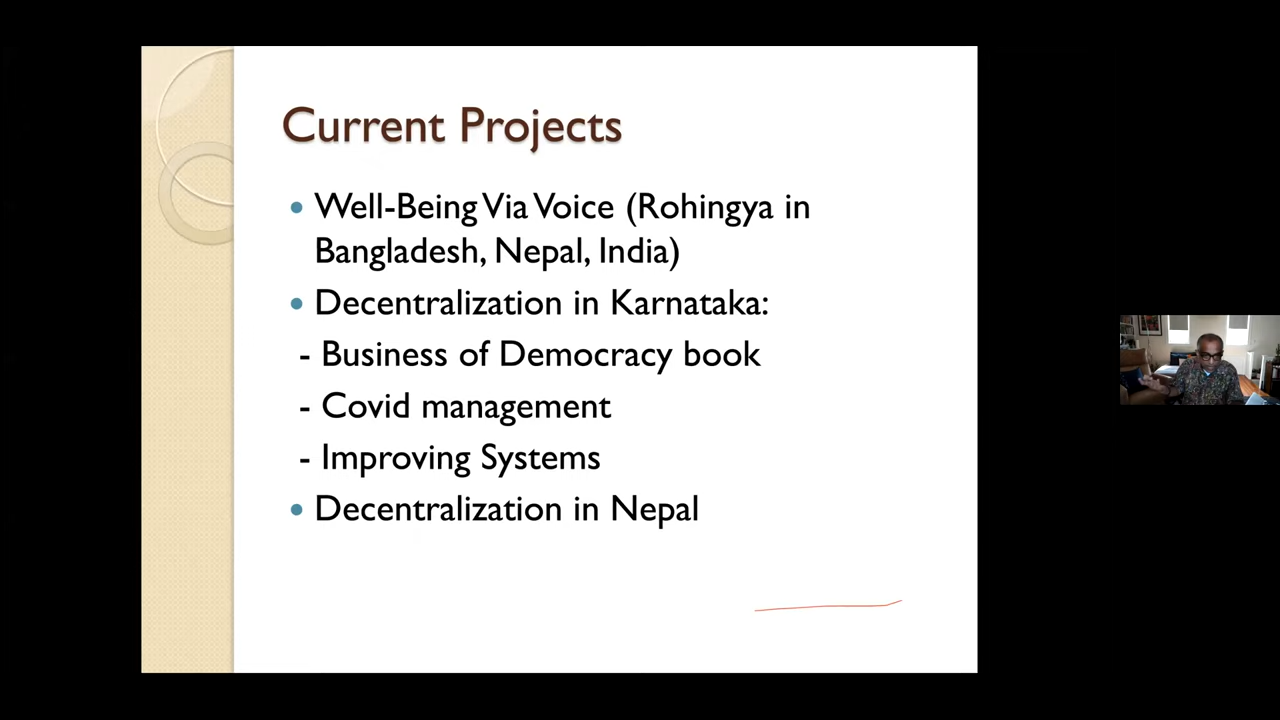 Current Projects
• Well-Being Via Voice (Rohingya in
Bangladesh, Nepal, India)
• Decentralization in Karnataka:
- Business of Democracy book
- Covid management
- Improving Systems
• Decentralization in Nepal